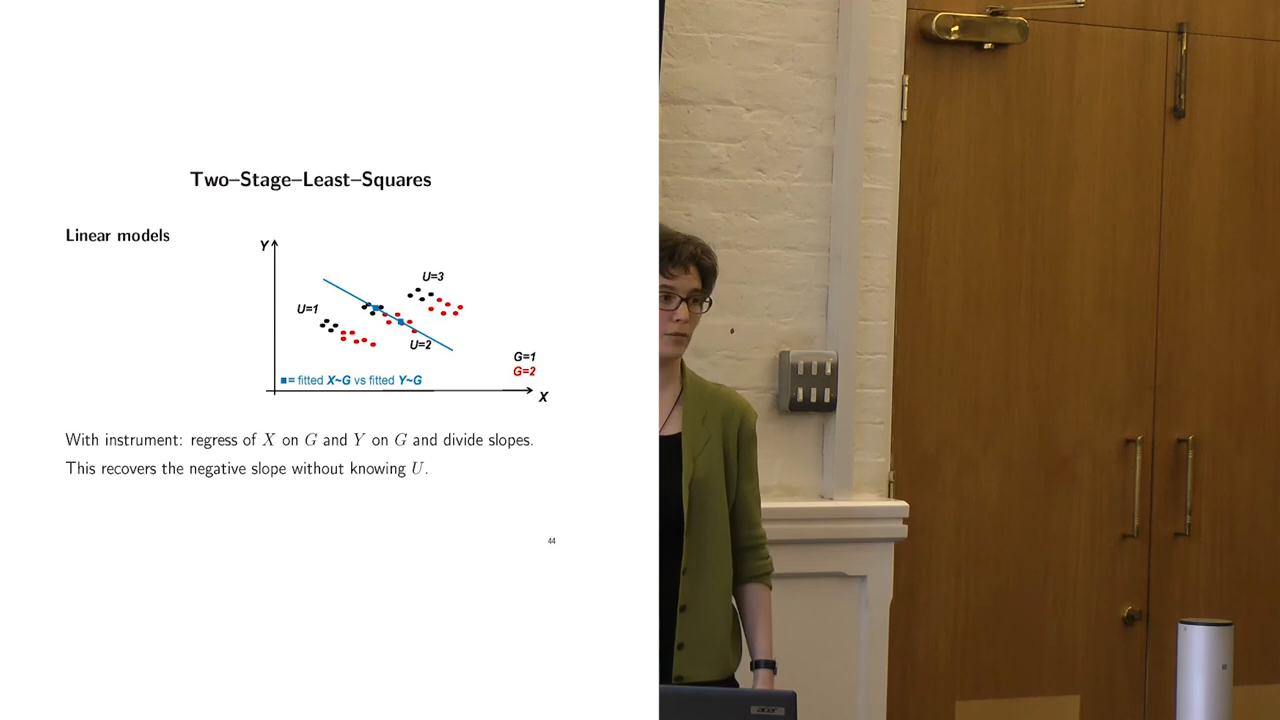 Two–Stage–Least–Squares
Linear models
Y
U=3
U=1
U=2
G=1
G=2
■= fitted X~G vs fitted Y~G
X
With instrument: regress of X on G and Y on G and divide slopes.
This recovers the negative slope without knowing U.
44
acer